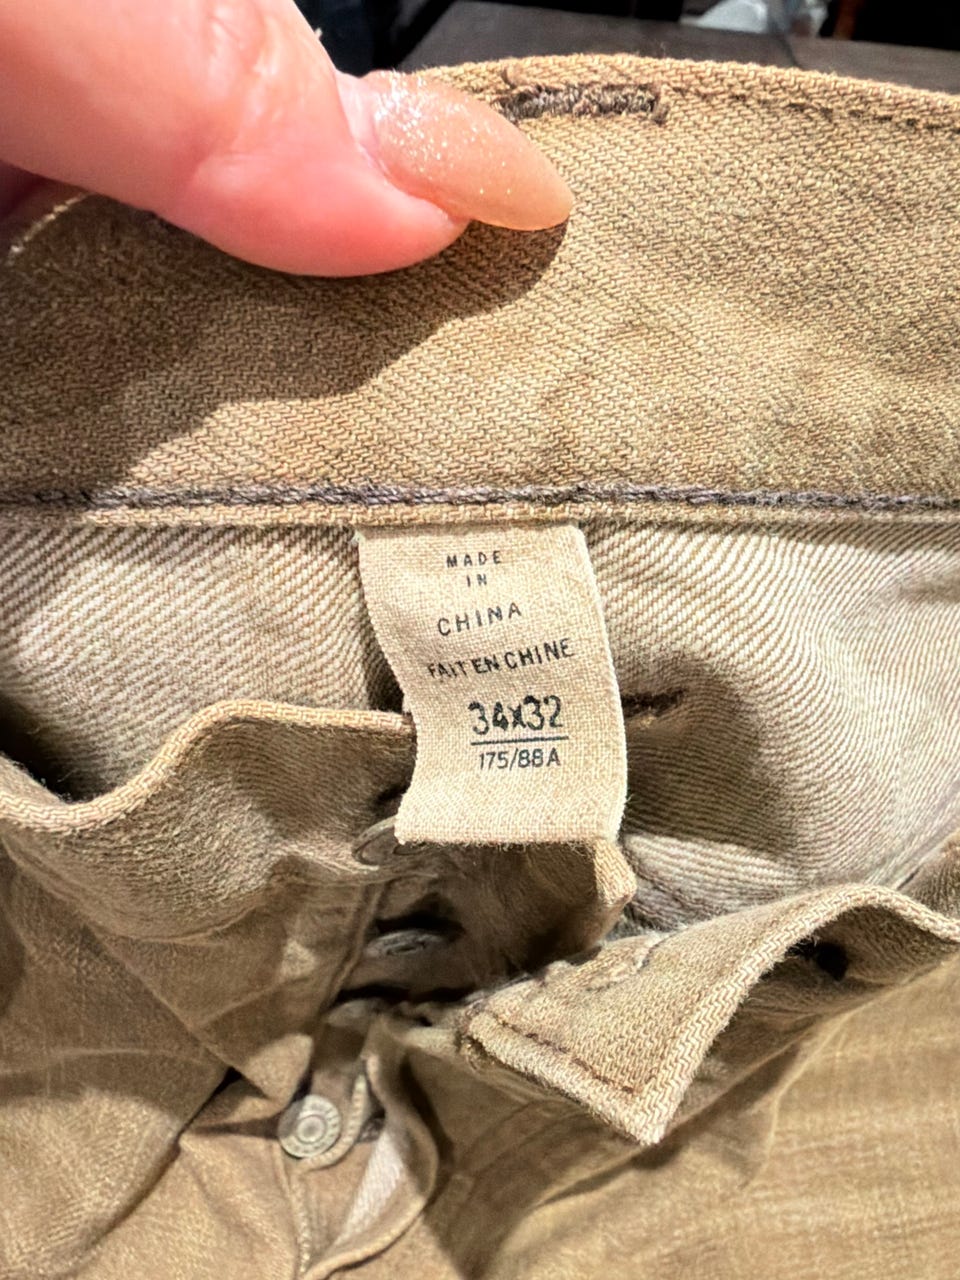 MADE
IN
CHINA
FAIT EN CHINE
34x32
175/88A